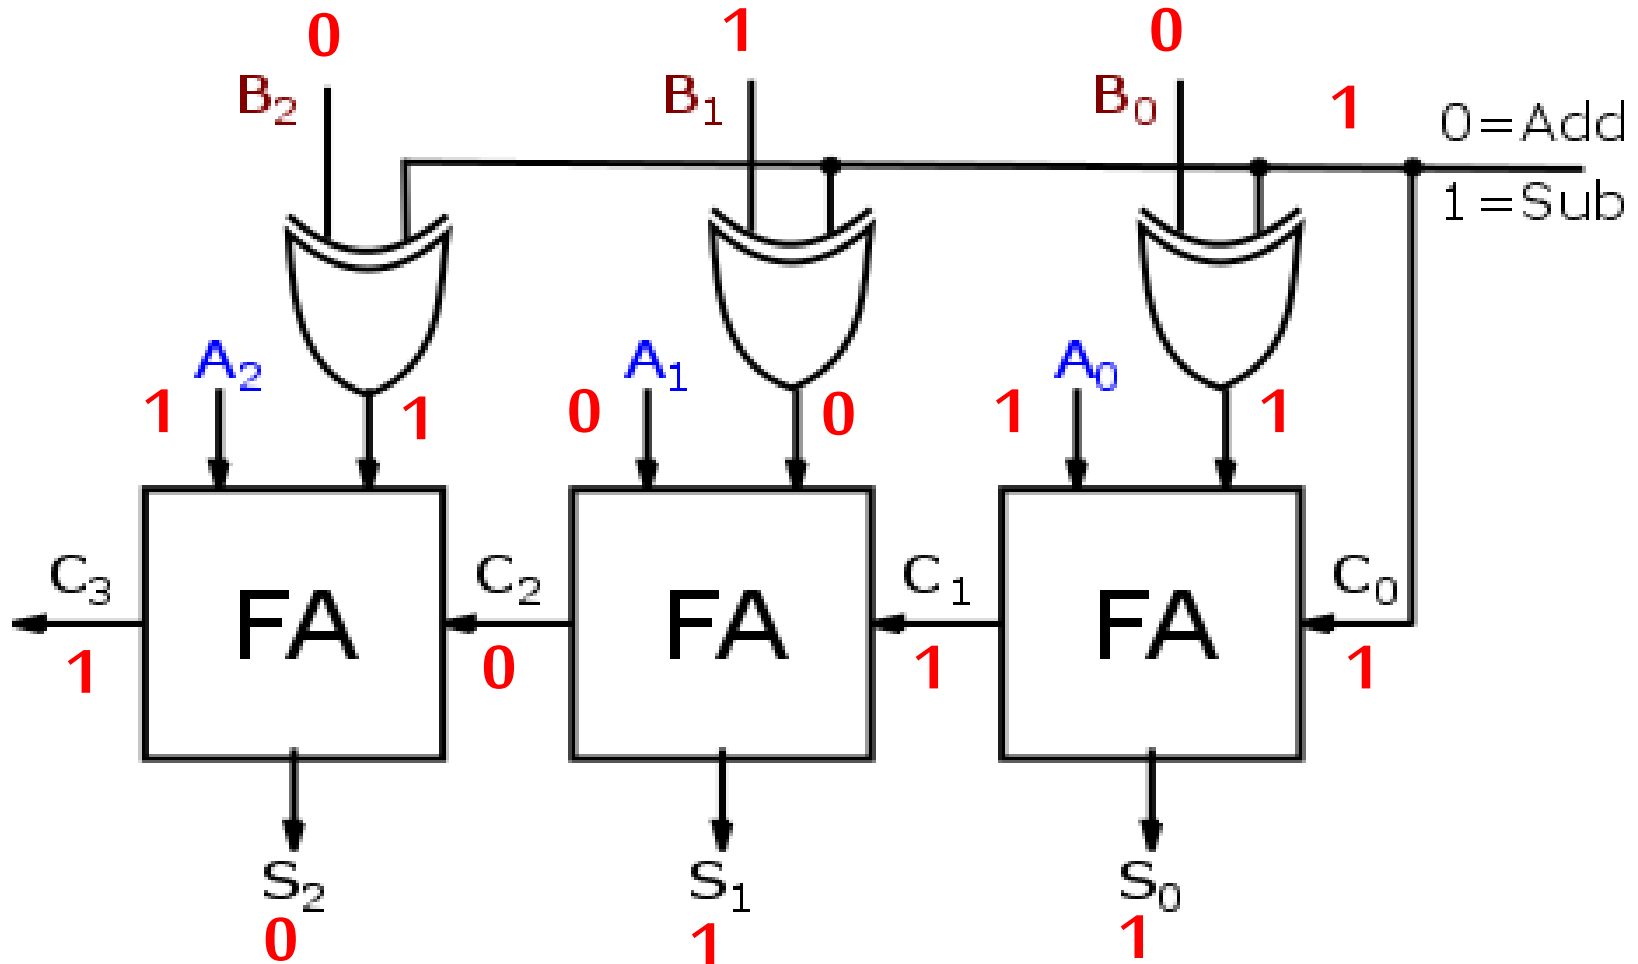 0 1 0
B₂ B₁ B₀ 1 0=Add
1=Sub
A₂ A₁ A₀
1 1 0 0 1 1
C₃ FA C₂ FA C₁ FA C₀
1 0 1 1
S₂ S₁ S₀
0 1 1